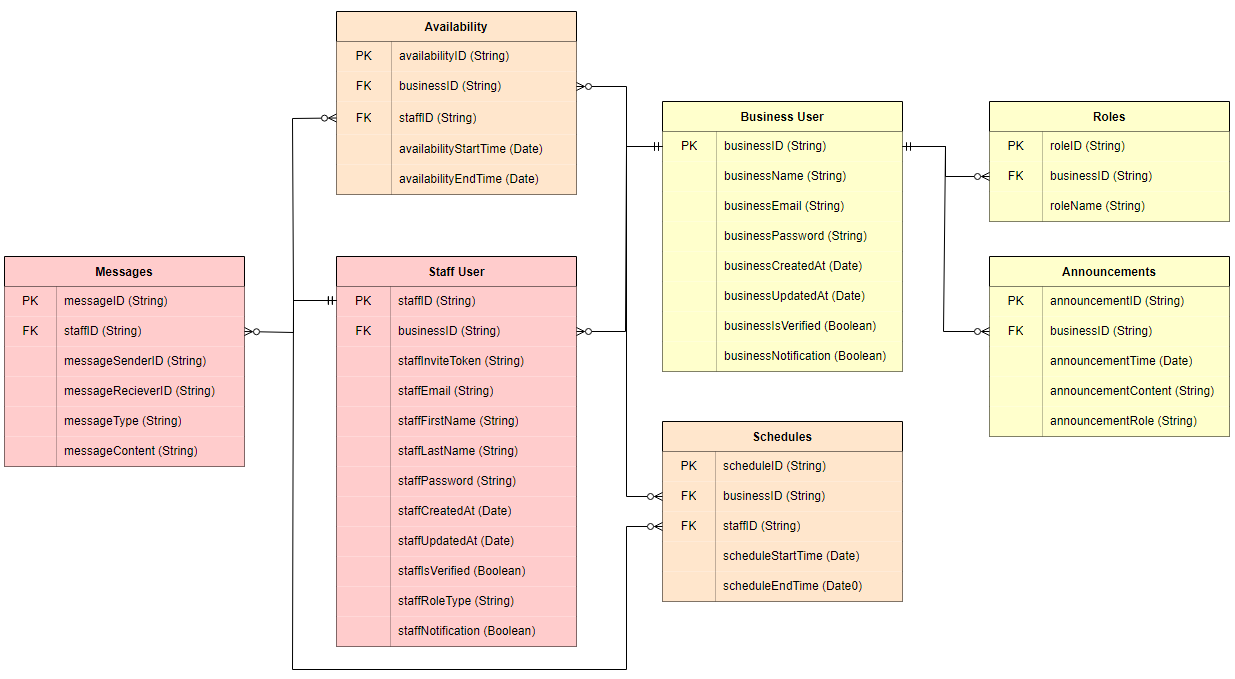 Availability
PK availabilityID (String)
FK businessID (String)
FK staffID (String)
availabilityStartTime (Date)
availabilityEndTime (Date)
Business User
PK businessID (String)
businessName (String)
businessEmail (String)
businessPassword (String)
businessCreatedAt (Date)
businessUpdatedAt (Date)
businessIsVerified (Boolean)
businessNotification (Boolean)
Roles
PK roleID (String)
FK businessID (String)
roleName (String)
Messages
PK messageID (String)
FK staffID (String)
messageSenderID (String)
messageRecieverID (String)
messageType (String)
messageContent (String)
Staff User
PK staffID (String)
FK businessID (String)
staffInviteToken (String)
staffEmail (String)
staffFirstName (String)
staffLastName (String)
staffPassword (String)
staffCreatedAt (Date)
staffUpdatedAt (Date)
staffIsVerified (Boolean)
staffRoleType (String)
staffNotification (Boolean)
Announcements
PK announcementID (String)
FK businessID (String)
announcementTime (Date)
announcementContent (String)
announcementRole (String)
Schedules
PK scheduleID (String)
FK businessID (String)
FK staffID (String)
scheduleStartTime (Date)
scheduleEndTime (Date0)